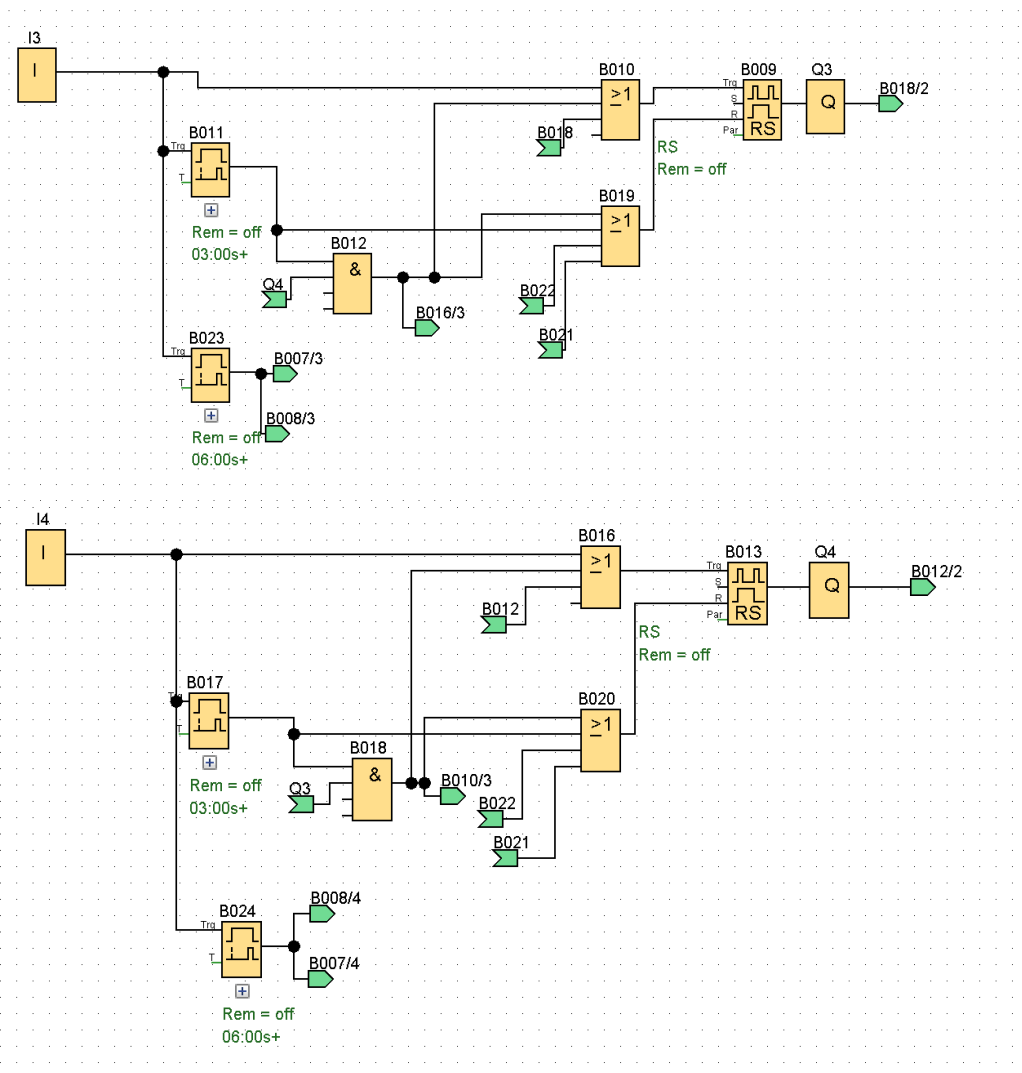 I3
I
B011
Trg
T
Rem = off
03:00s+
B012
&
Q4
B016/3
B023
Trg
T
Rem = off
06:00s+
B007/3
B008/3
B010
>1
B018
B019
>1
B022
B021
B009
Trg
S
R
Par
RS
RS
Rem = off
Q3
Q
B018/2
I4
I
B017
Trg
T
Rem = off
03:00s+
B018
&
Q3
B010/3
B024
Trg
T
Rem = off
06:00s+
B008/4
B007/4
B016
>1
B012
B020
>1
B022
B021
B013
Trg
S
R
Par
RS
RS
Rem = off
Q4
Q
B012/2